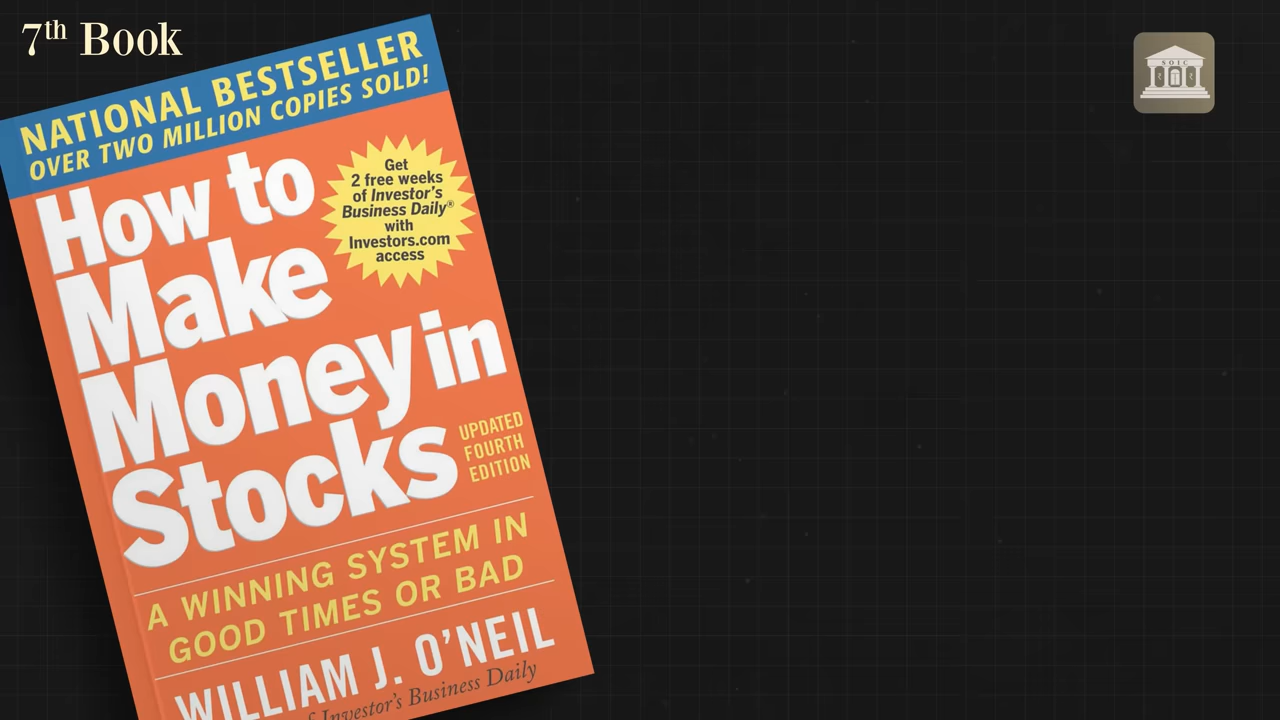 7th Book
SOIC
NATIONAL BESTSELLER
OVER TWO MILLION COPIES SOLD!
How to
Make
Money in
Stocks
Get
2 free weeks
of Investor's
Business Daily®
with
Investors.com
access
UPDATED
FOURTH
EDITION
A WINNING SYSTEM IN
GOOD TIMES OR BAD
WILLIAM J. O'NEIL
Investor's Business Daily